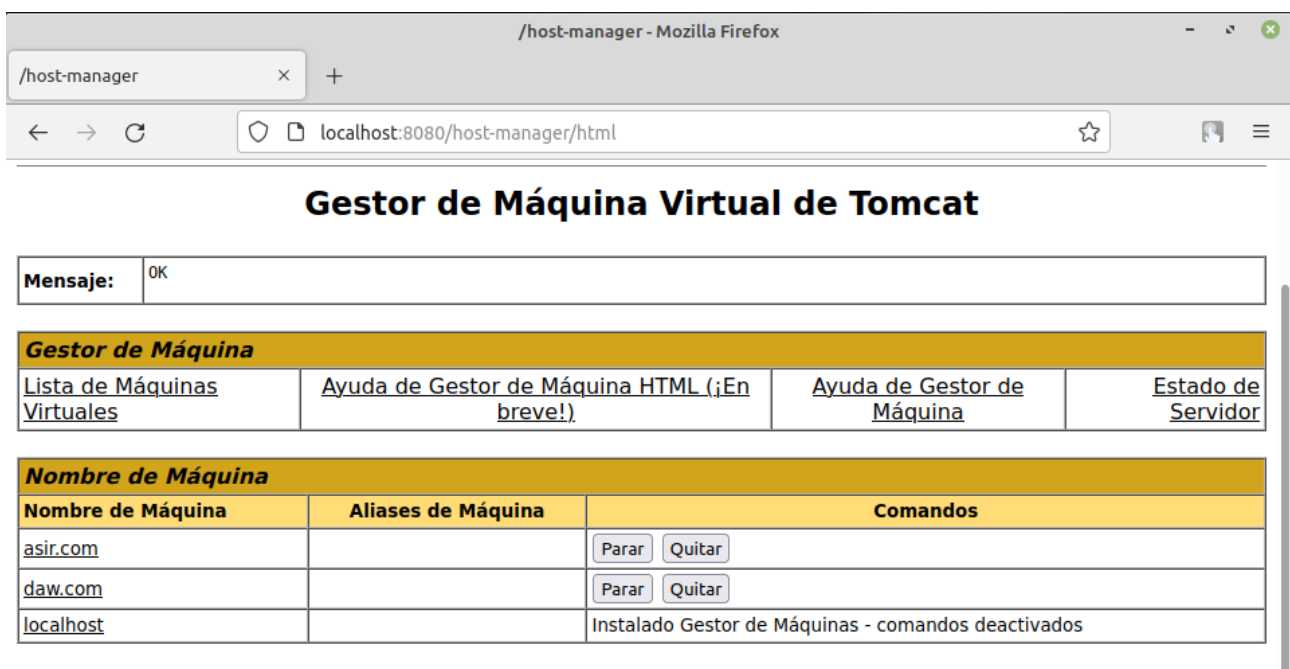 /host-manager - Mozilla Firefox
/host-manager
localhost:8080/host-manager/html
Gestor de Máquina Virtual de Tomcat
Mensaje:
OK
Gestor de Máquina
Lista de Máquinas
Virtuales
Ayuda de Gestor de Máquina HTML (¡En
breve!)
Ayuda de Gestor de
Máquina
Estado de
Servidor
Nombre de Máquina
Nombre de Máquina Aliases de Máquina Comandos
asir.com Parar Quitar
daw.com Parar Quitar
localhost Instalado Gestor de Máquinas - comandos deactivados